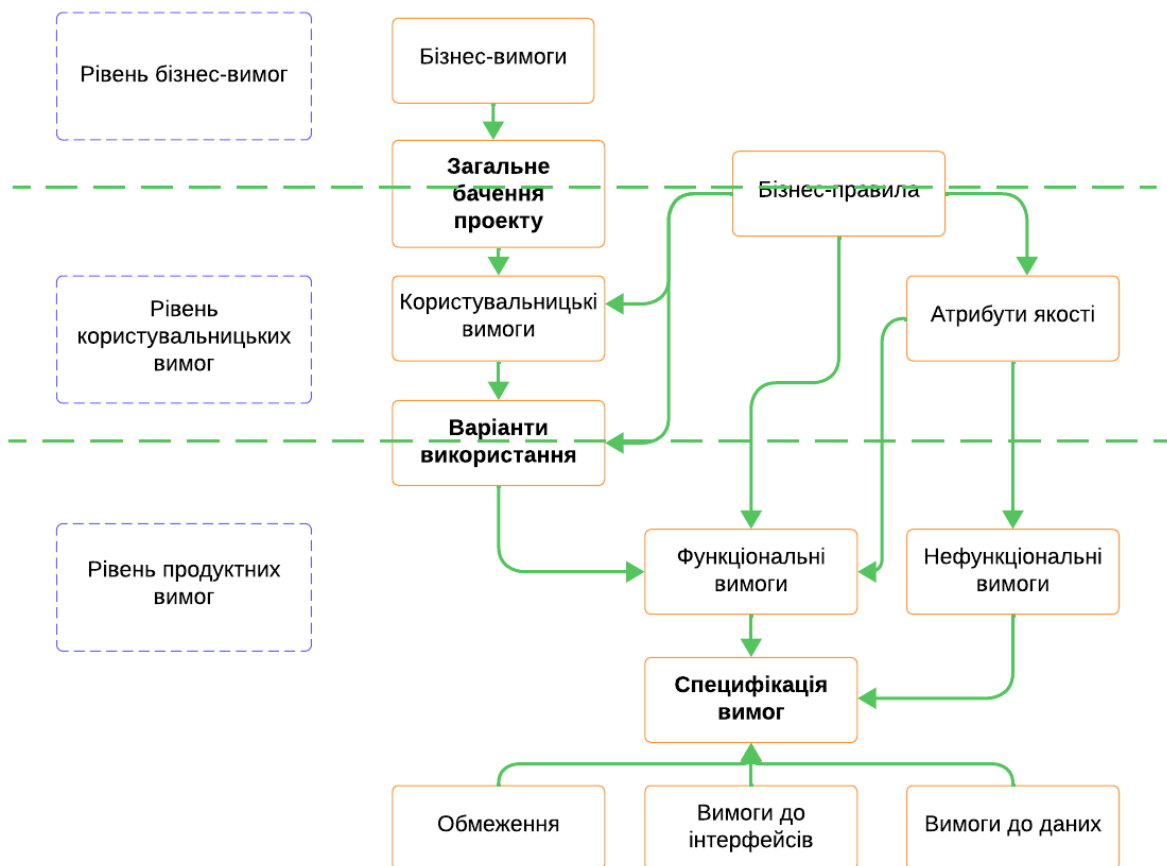 Рівень бізнес-вимог
Бізнес-вимоги
Загальне
бачення
проекту
Бізнес-правила
Рівень
користувальницьких
вимог
Користувальницькі
вимоги
Атрибути якості
Варіанти
використання
Рівень продуктних
вимог
Функціональні
вимоги
Нефункціональні
вимоги
Специфікація
вимог
Обмеження
Вимоги до
інтерфейсів
Вимоги до даних